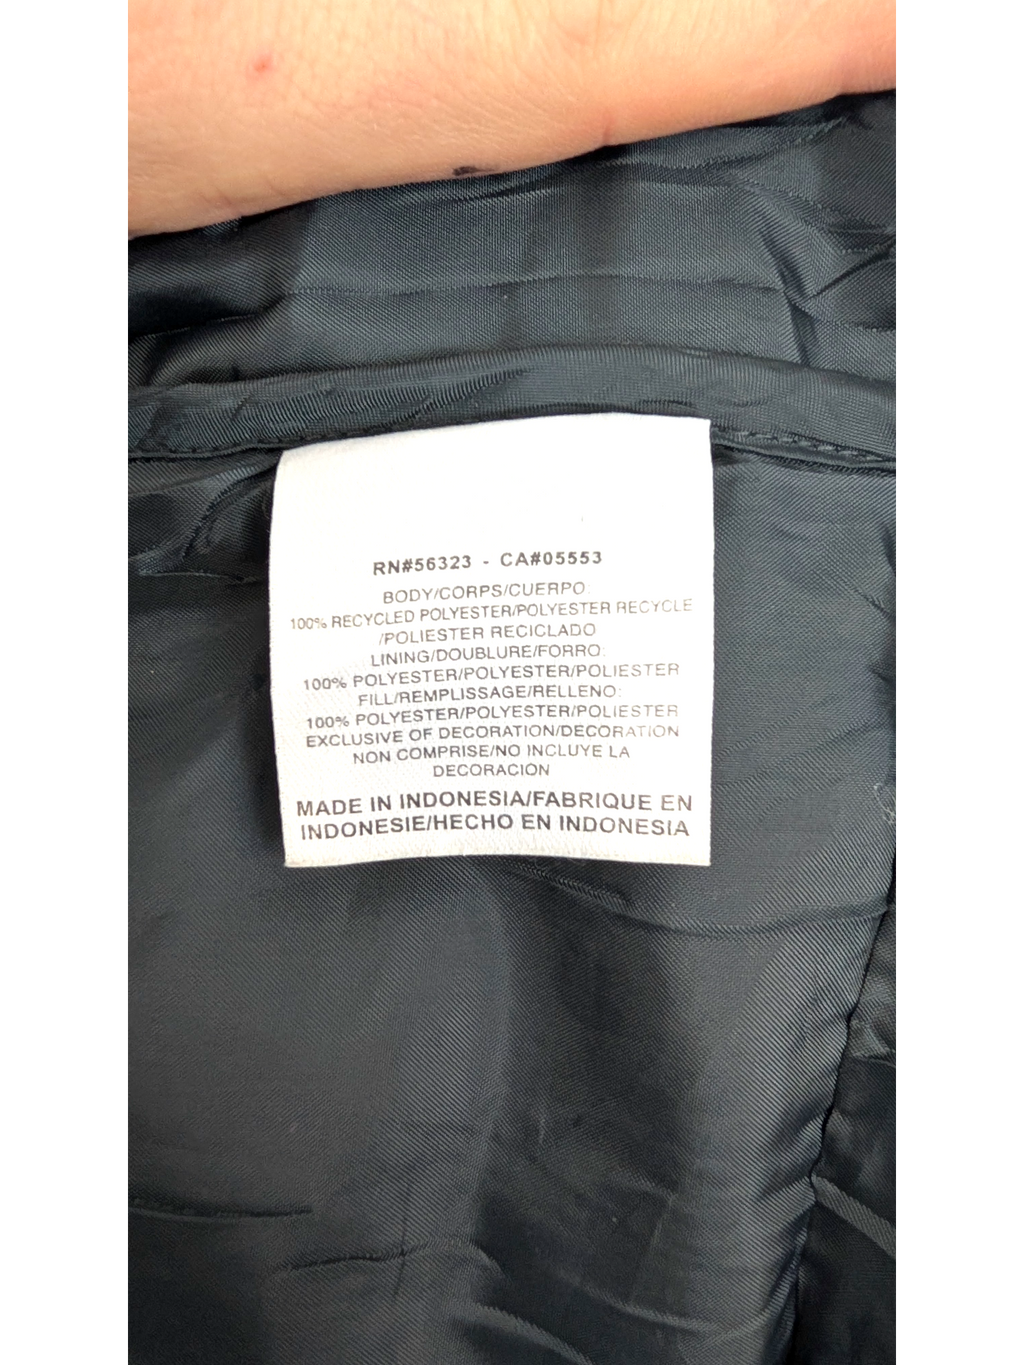 RN#56323 - CA#05553
BODY/CORPS/CUERPO:
100% RECYCLED POLYESTER/POLYESTER RECYCLE
/POLIESTER RECICLADO
LINING/DOUBLURE/FORRO:
100% POLYESTER/POLYESTER/POLIESTER
FILL/REMPLISSAGE/RELLENO:
100% POLYESTER/POLYESTER/POLIESTER
EXCLUSIVE OF DECORATION/DECORATION
NON COMPRISE/NO INCLUYE LA
DECORACION
MADE IN INDONESIA/FABRIQUE EN
INDONESIE/HECHO EN INDONESIA